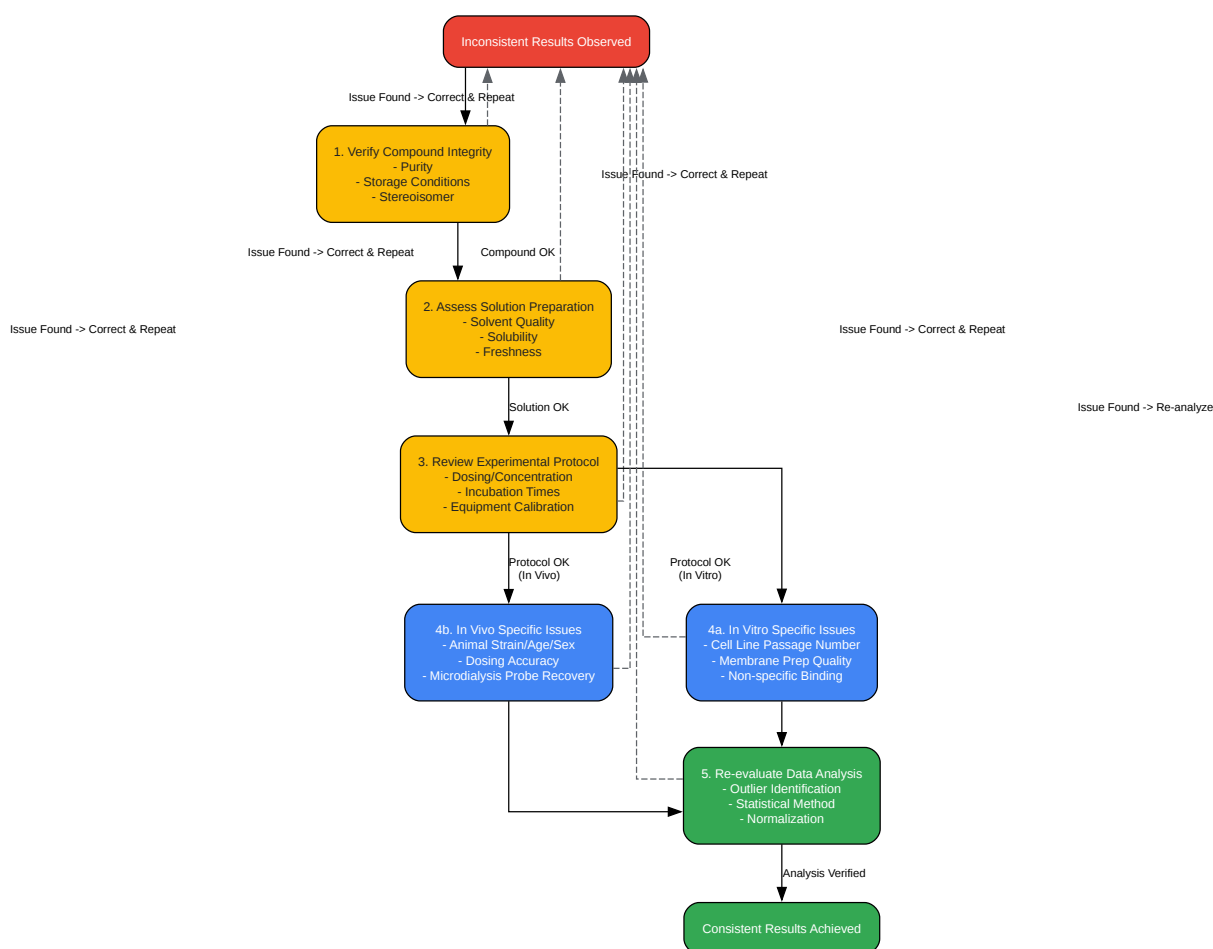 Inconsistent Results Observed
Issue Found -> Correct & Repeat
1. Verify Compound Integrity
- Purity
- Storage Conditions
- Stereoisomer
Issue Found -> Correct & Repeat
Issue Found -> Correct & Repeat
Compound OK
2. Assess Solution Preparation
- Solvent Quality
- Solubility
- Freshness
Issue Found -> Correct & Repeat
Issue Found -> Correct & Repeat
Solution OK
Issue Found -> Re-analyze
3. Review Experimental Protocol
- Dosing/Concentration
- Incubation Times
- Equipment Calibration
Protocol OK
(In Vivo)
Protocol OK
(In Vitro)
4b. In Vivo Specific Issues
- Animal Strain/Age/Sex
- Dosing Accuracy
- Microdialysis Probe Recovery
4a. In Vitro Specific Issues
- Cell Line Passage Number
- Membrane Prep Quality
- Non-specific Binding
5. Re-evaluate Data Analysis
- Outlier Identification
- Statistical Method
- Normalization
Analysis Verified
Consistent Results Achieved